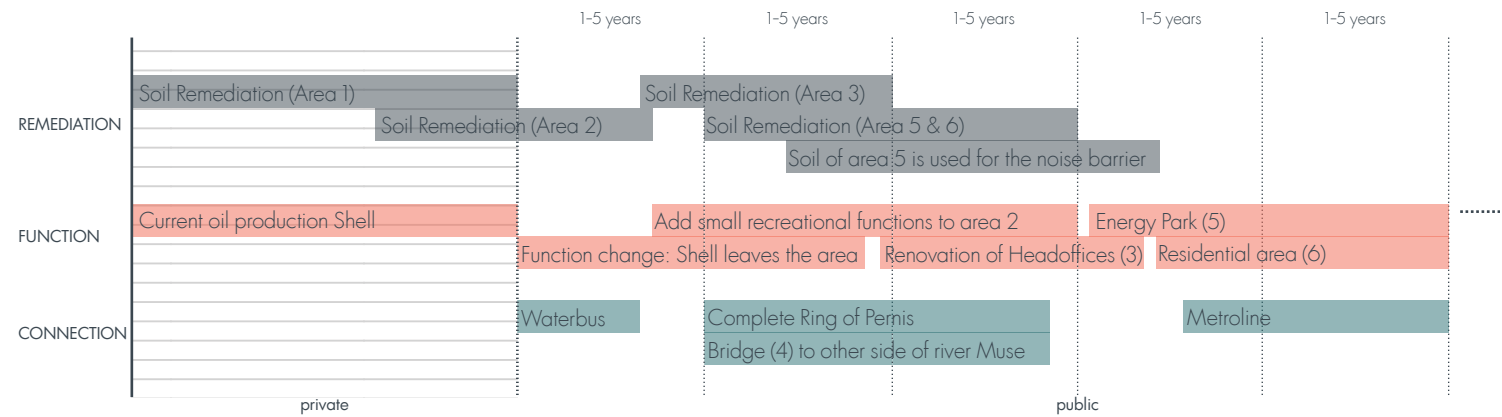 1-5 years 1-5 years 1-5 years 1-5 years 1-5 years
REMEDIATION
Soil Remediation (Area 1)
Soil Remediation (Area 3)
Soil Remediation (Area 2)
Soil Remediation (Area 5 & 6)
Soil of area 5 is used for the noise barrier
FUNCTION
Current oil production Shell
Add small recreational functions to area 2
Energy Park (5)
Function change: Shell leaves the area
Renovation of Headoffices (3)
Residential area (6)
CONNECTION
Waterbus
Complete Ring of Pernis
Metroline
Bridge (4) to other side of river Muse
private
public